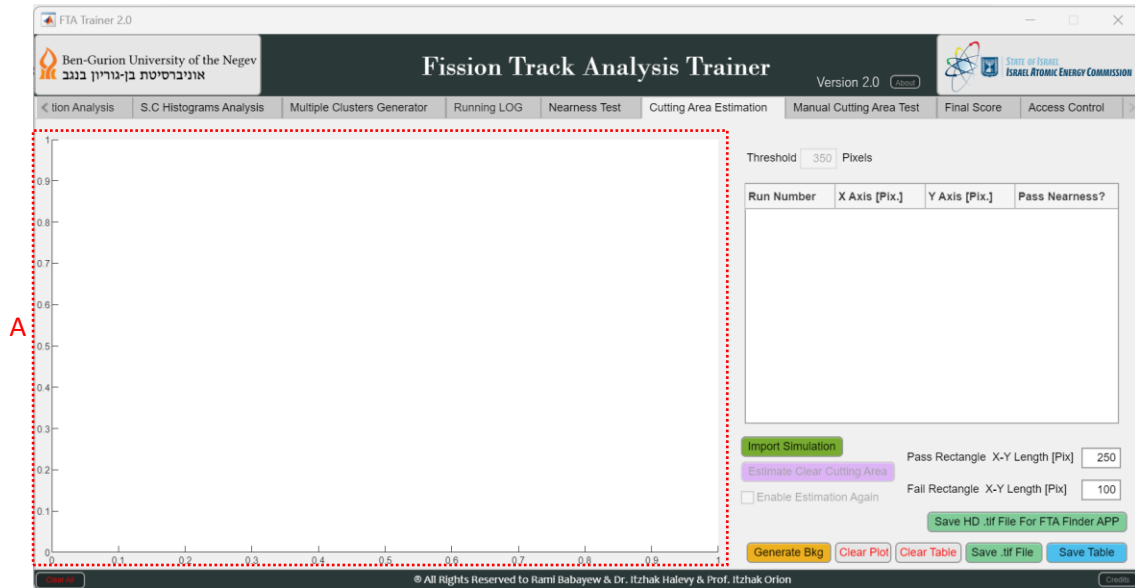 FTA Trainer 2.0
Ben-Gurion University of the Negev
אוניברסיטת בן-גוריון בנגב
Fission Track Analysis Trainer
Version 2.0 About
STATE OF ISRAEL
ISRAEL ATOMIC ENERGY COMMISSION
tion Analysis S.C Histograms Analysis Multiple Clusters Generator Running LOG Nearness Test Cutting Area Estimation Manual Cutting Area Test Final Score Access Control
A
1
0.9
0.8
0.7
0.6
0.5
0.4
0.3
0.2
0.1
0
0 0.1 0.2 0.3 0.4 0.5 0.6 0.7 0.8 0.9 1
Threshold 350 Pixels
Run Number X Axis [Pix.] Y Axis [Pix.] Pass Nearness?
Import Simulation
Estimate Clear Cutting Area
Enable Estimation Again
Pass Rectangle X-Y Length [Pix] 250
Fail Rectangle X-Y Length [Pix] 100
Save HD .tif File For FTA Finder APP
Generate Bkg Clear Plot Clear Table Save .tif File Save Table
Clear All ® All Rights Reserved to Rami Babayew & Dr. Itzhak Halevy & Prof. Itzhak Orion Credits